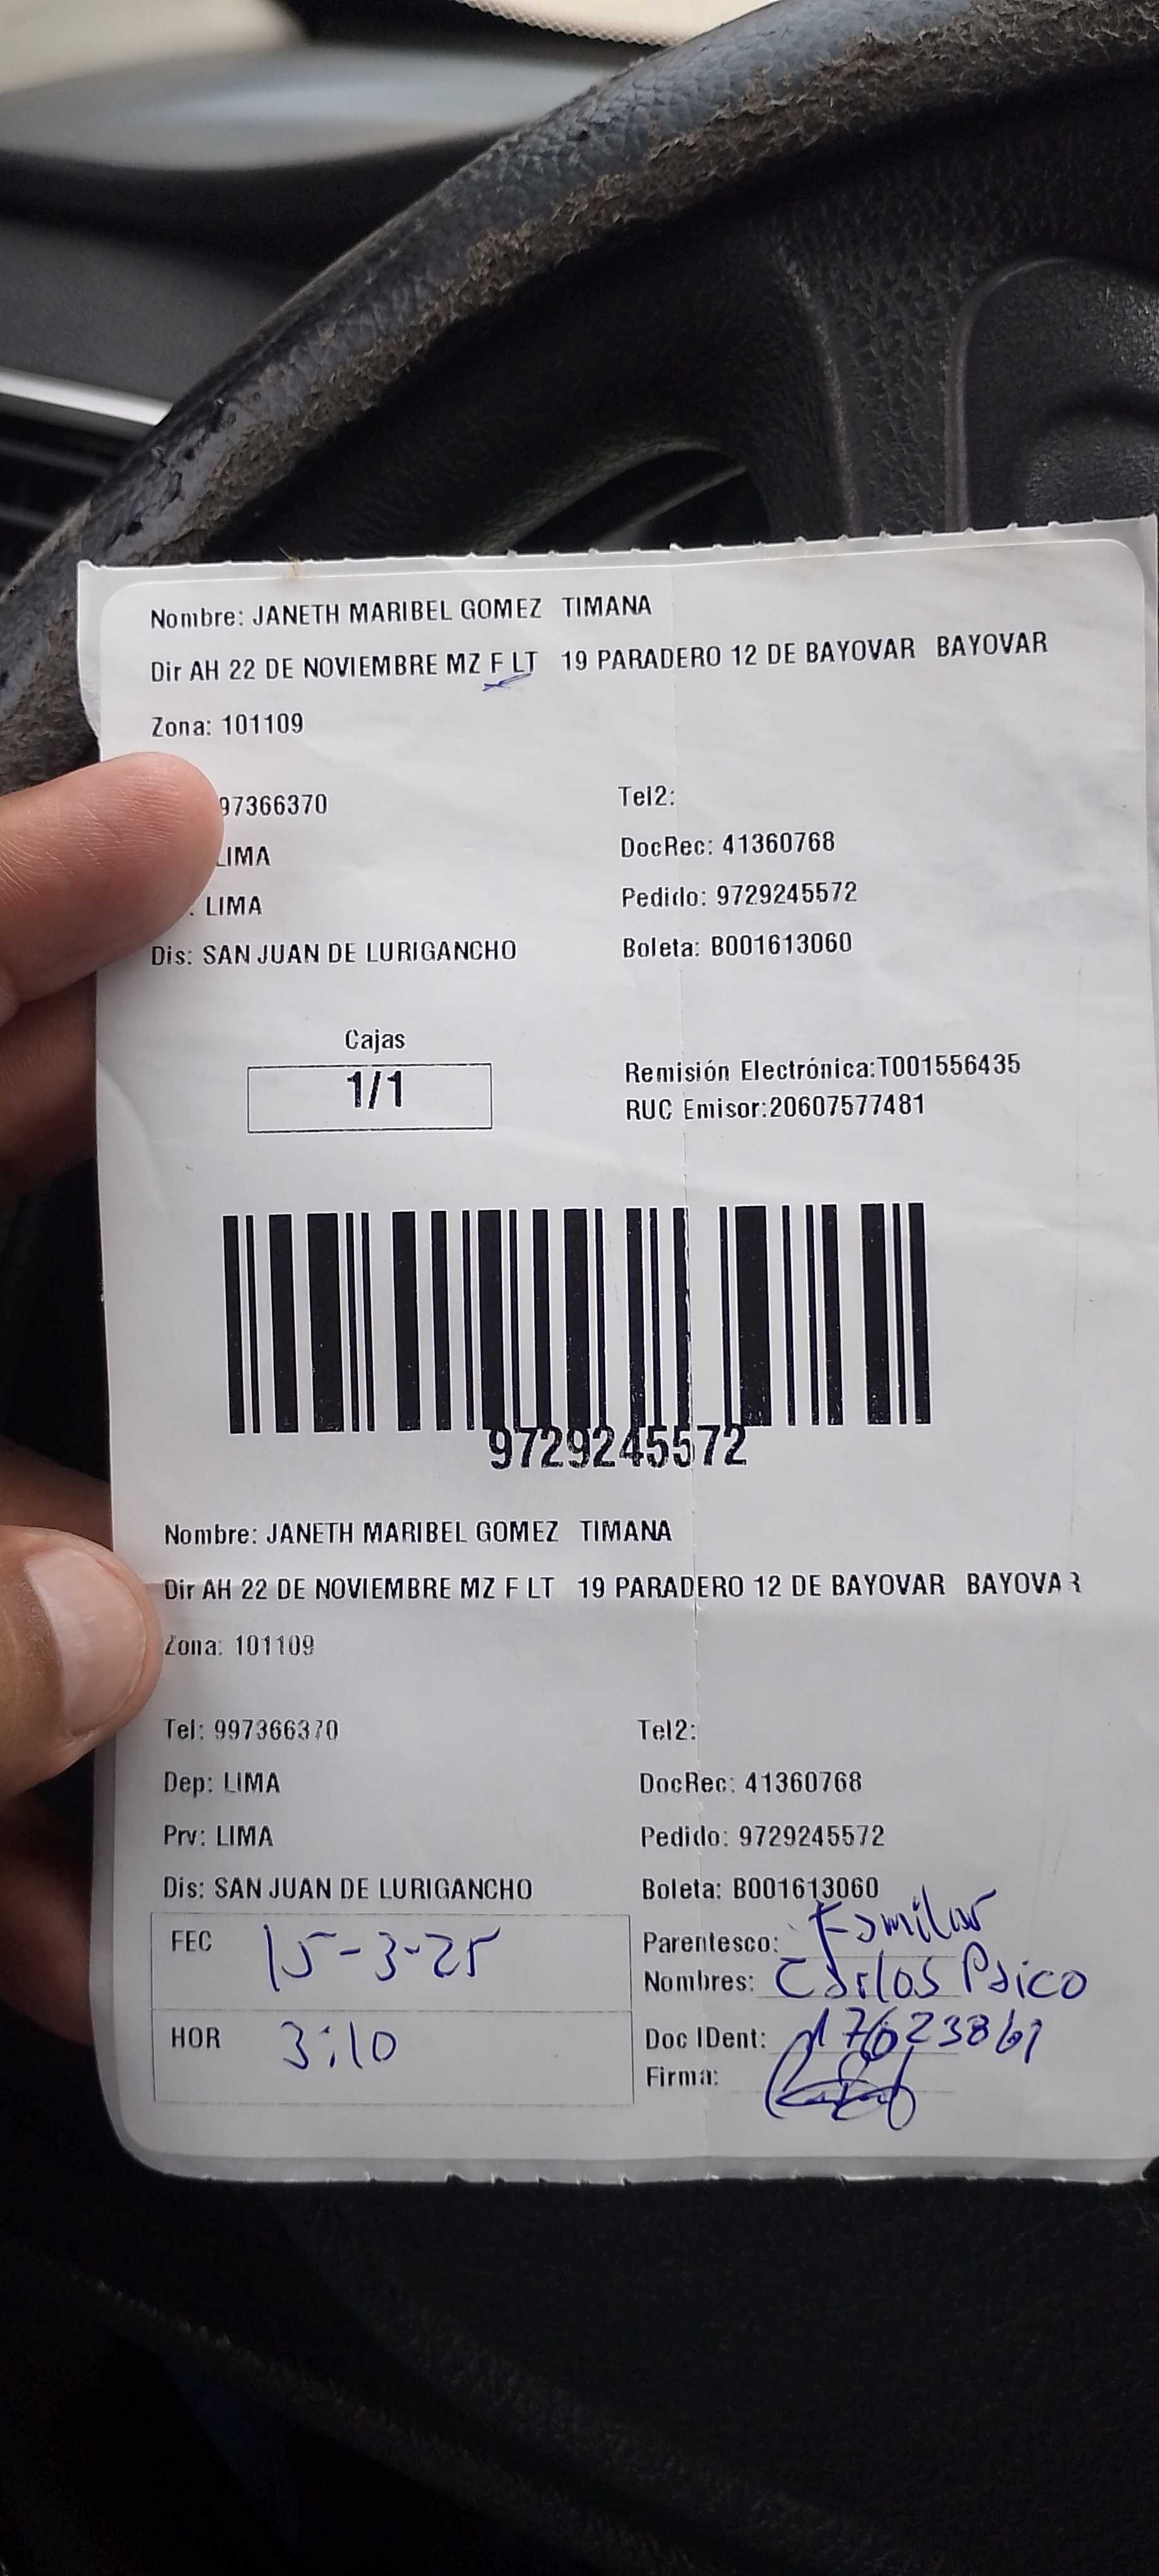 Nombre: JANETH MARIBEL GOMEZ TIMANA
Dir AH 22 DE NOVIEMBRE MZ F LT 19 PARADERO 12 DE BAYOVAR BAYOVAR
Zona: 101109
97366370 Tel2:
LIMA DocRec: 41360768
. LIMA Pedido: 9729245572
Dis: SAN JUAN DE LURIGANCHO Boleta: B001613060
Cajas
1/1
Remisión Electrónica:T001556435
RUC Emisor:20607577481
9729245572
Nombre: JANETH MARIBEL GOMEZ TIMANA
Dir AH 22 DE NOVIEMBRE MZ F LT 19 PARADERO 12 DE BAYOVAR BAYOVAR
Zona: 101109
Tel: 997366370 Tel2:
Dep: LIMA DocRec: 41360768
Prv: LIMA Pedido: 9729245572
Dis: SAN JUAN DE LURIGANCHO Boleta: B001613060
FEC 15-3-25
HOR 3:10
Parentesco: Familiar
Nombres: Carlos Paico
Doc IDent:
Firma: